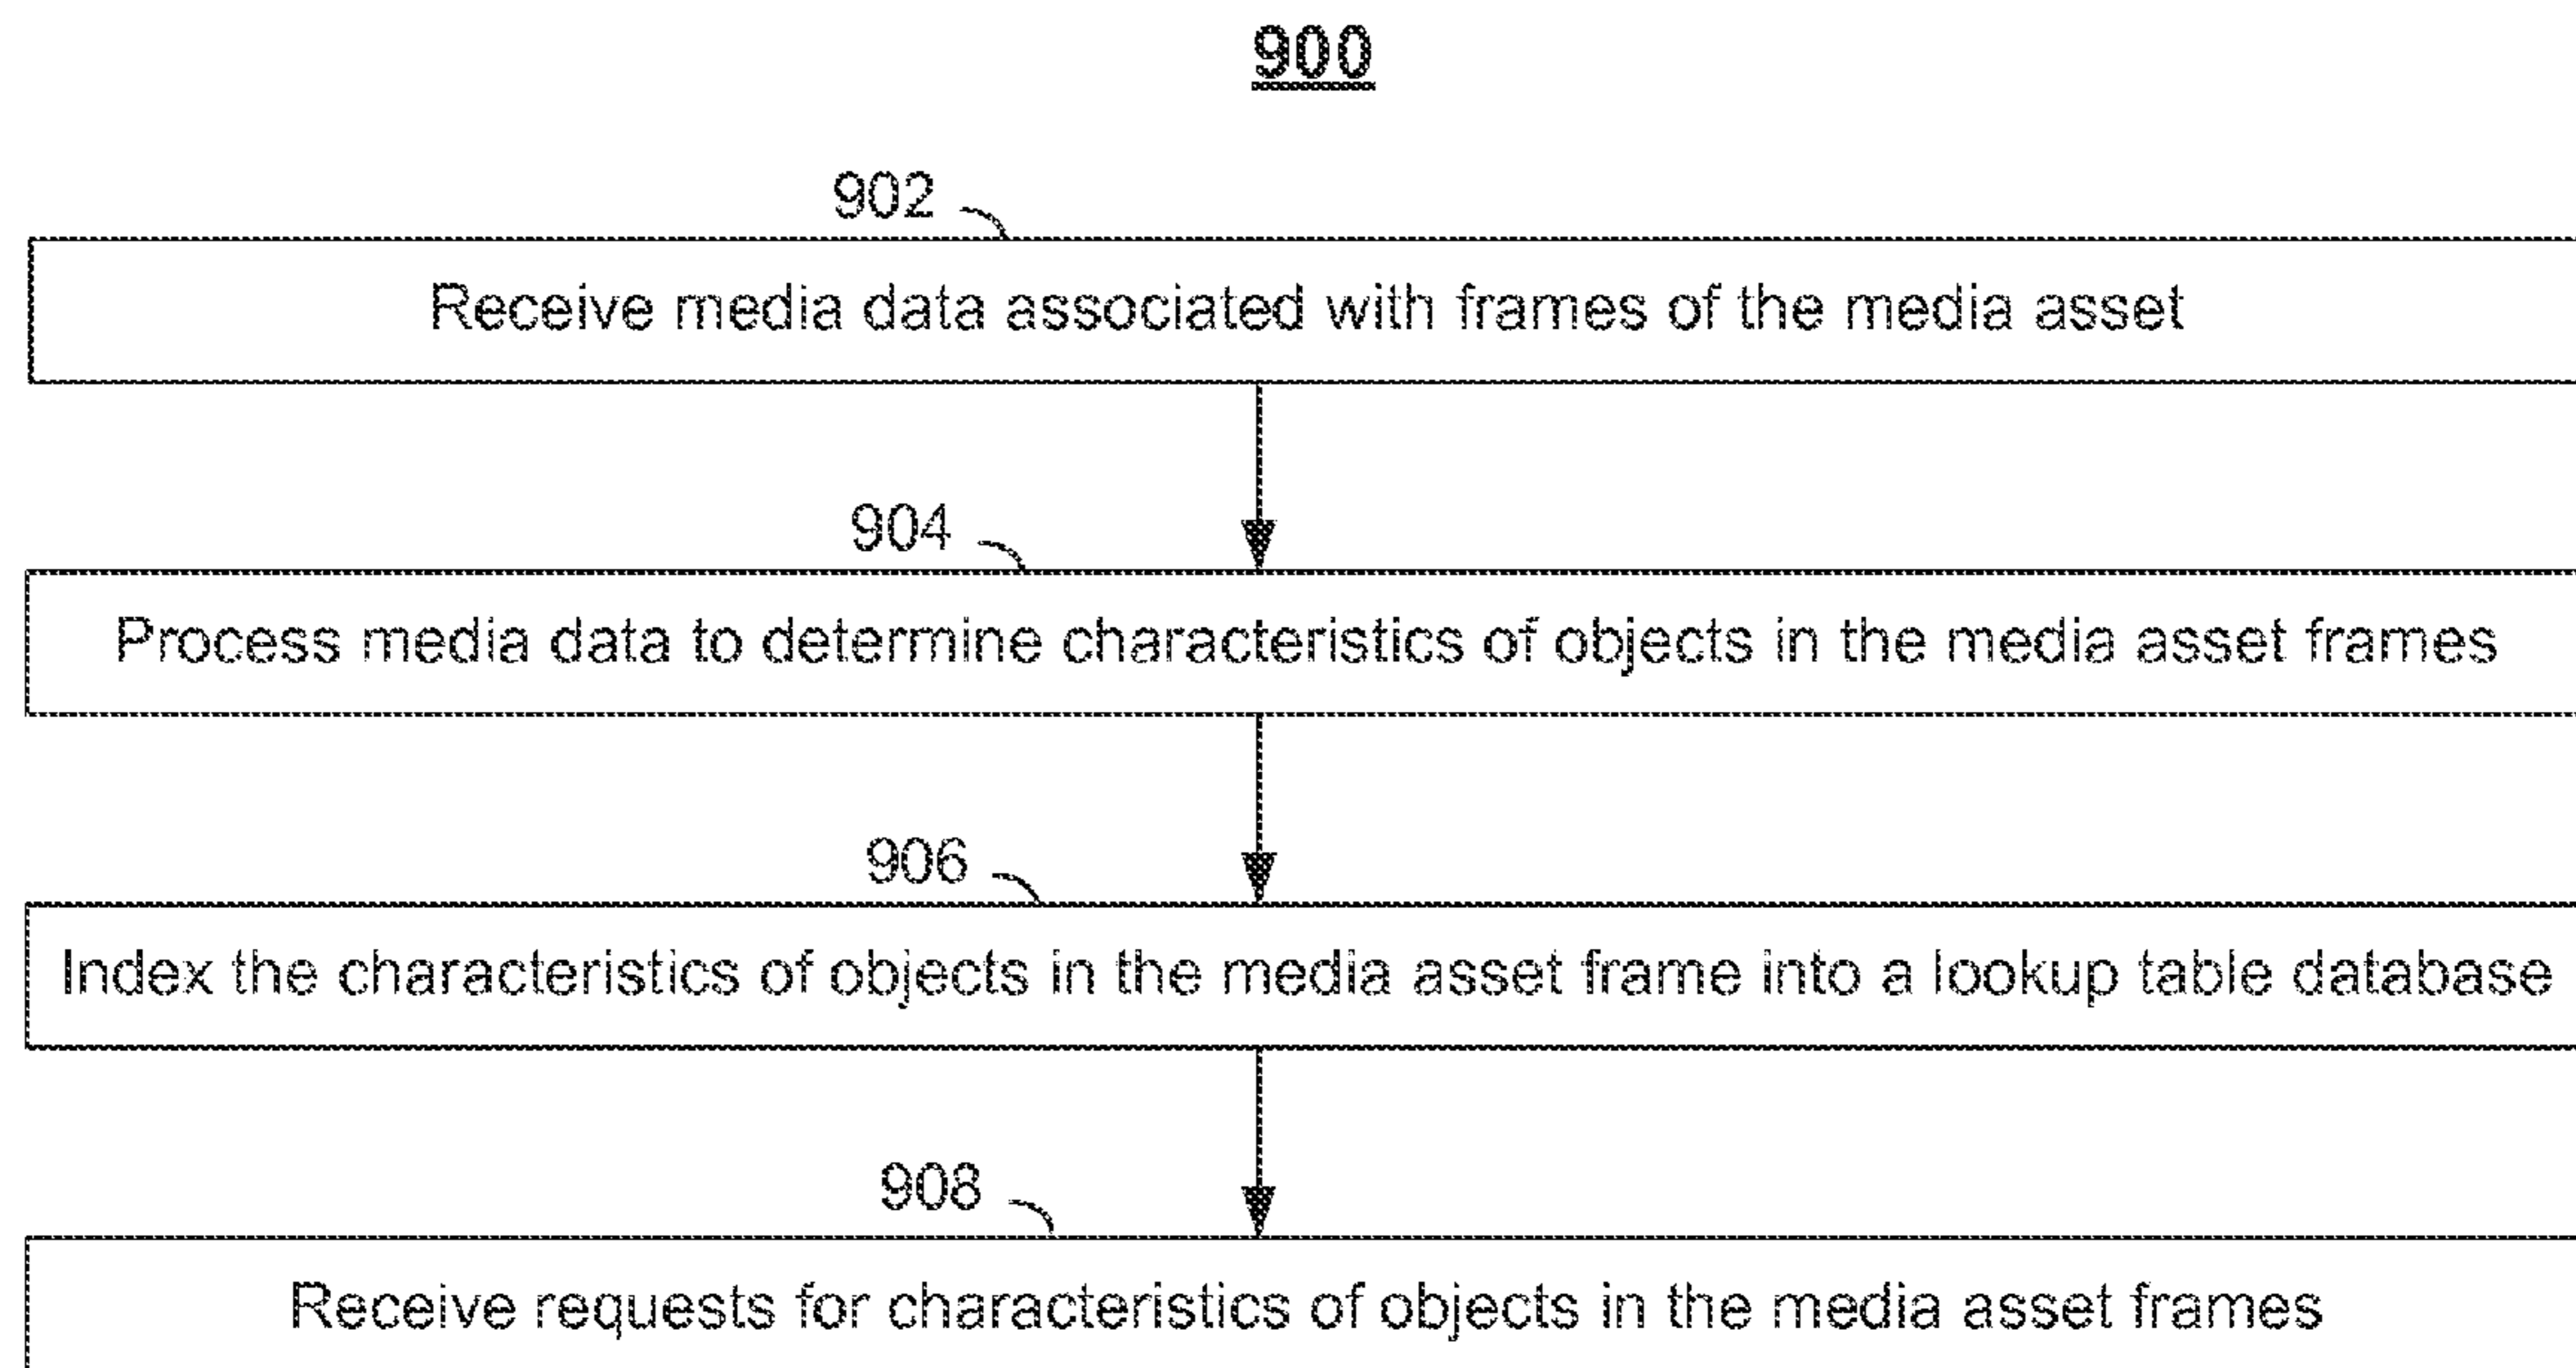 900
902
Receive media data associated with frames of the media asset
904
Process media data to determine characteristics of objects in the media asset frames
906
Index the characteristics of objects in the media asset frame into a lookup table database
908
Receive requests for characteristics of objects in the media asset frames